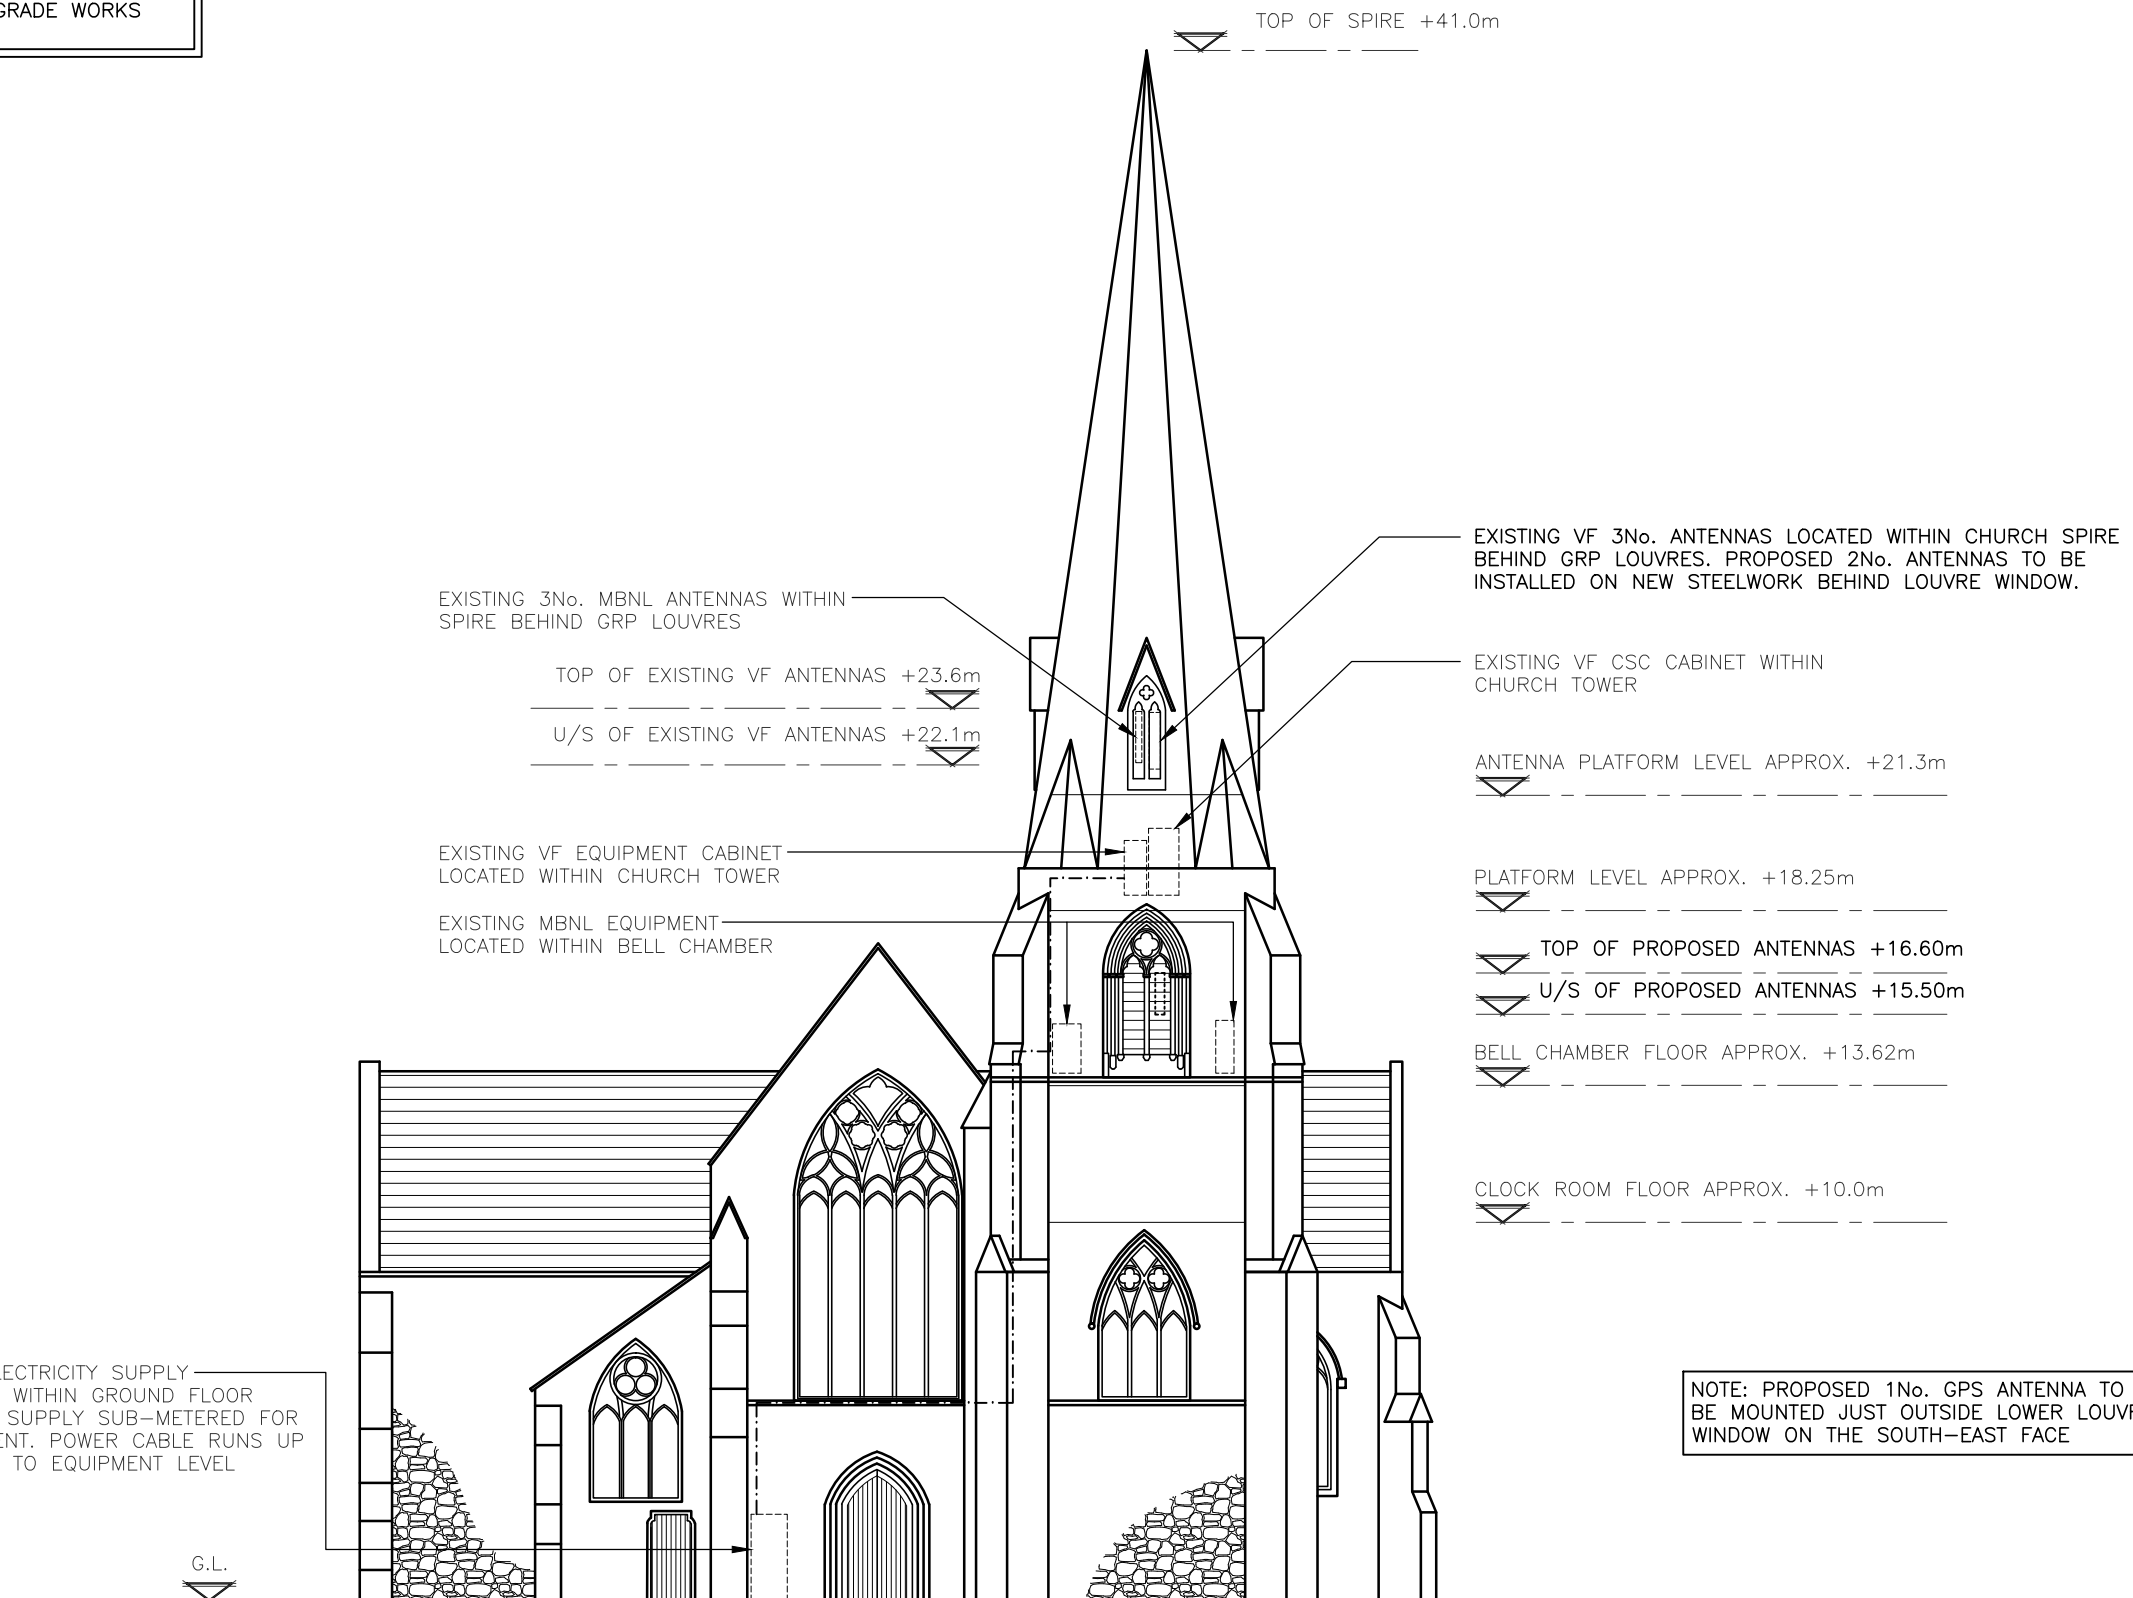 GRADE WORKS
TOP OF SPIRE +41.0m
EXISTING VF 3No. ANTENNAS LOCATED WITHIN CHURCH SPIRE
BEHIND GRP LOUVRES. PROPOSED 2No. ANTENNAS TO BE
INSTALLED ON NEW STEELWORK BEHIND LOUVRE WINDOW.
EXISTING 3No. MBNL ANTENNAS WITHIN
SPIRE BEHIND GRP LOUVRES
TOP OF EXISTING VF ANTENNAS +23.6m
U/S OF EXISTING VF ANTENNAS +22.1m
EXISTING VF CSC CABINET WITHIN
CHURCH TOWER
ANTENNA PLATFORM LEVEL APPROX. +21.3m
EXISTING VF EQUIPMENT CABINET
LOCATED WITHIN CHURCH TOWER
EXISTING MBNL EQUIPMENT
LOCATED WITHIN BELL CHAMBER
PLATFORM LEVEL APPROX. +18.25m
TOP OF PROPOSED ANTENNAS +16.60m
U/S OF PROPOSED ANTENNAS +15.50m
BELL CHAMBER FLOOR APPROX. +13.62m
CLOCK ROOM FLOOR APPROX. +10.0m
LECTRICITY SUPPLY
WITHIN GROUND FLOOR
SUPPLY SUB-METERED FOR
ENT. POWER CABLE RUNS UP
TO EQUIPMENT LEVEL
G.L.
NOTE: PROPOSED 1No. GPS ANTENNA TO
BE MOUNTED JUST OUTSIDE LOWER LOUVR
WINDOW ON THE SOUTH-EAST FACE